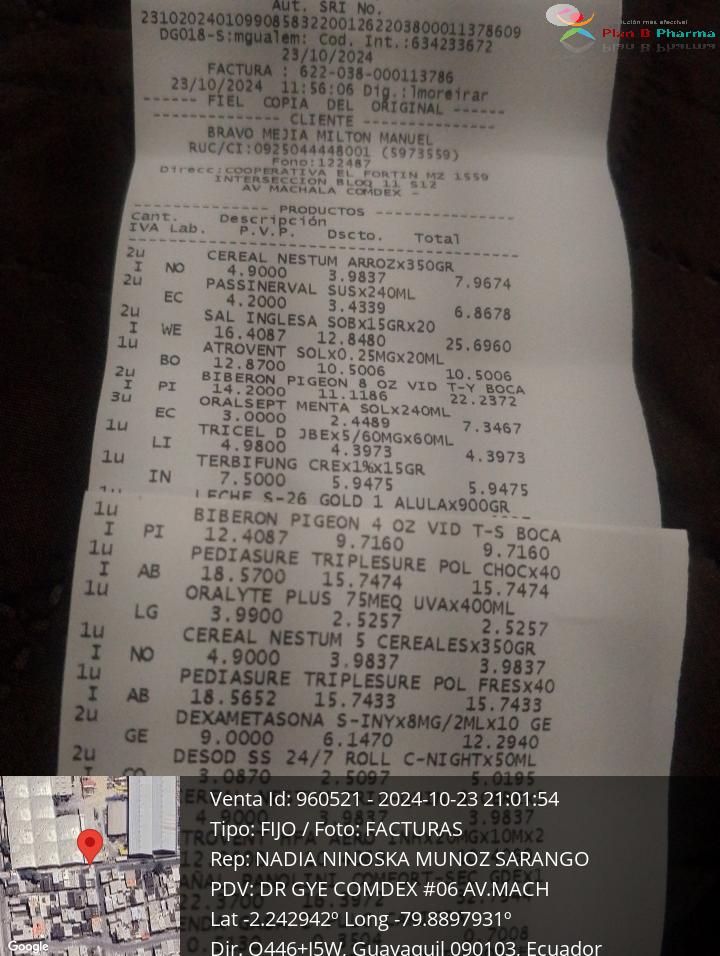 Aut. SRI No.
23102024010990858322001262203800011378609
DG018-S:mgualem: Cod. Int.:634233672
23/10/2024
FACTURA : 622-038-000113786
23/10/2024 11:56:06 Dig.:lmoreirar
------ FIEL COPIA DEL ORIGINAL ------
---------------- CLIENTE ----------------
BRAVO MEJIA MILTON MANUEL
RUC/CI:0925044448001 (5973559)
Fono:122487
Direcc:COOPERATIVA EL FORTIN MZ 1559
INTERSECCION BLOQ 11 S12
AV MACHALA COMDEX -
---------------- PRODUCTOS ----------------
Cant. Descripción
IVA Lab. P.V.P. Dscto. Total
2u CEREAL NESTUM ARROZx350GR
I NO 4.9000 3.9837 7.9674
2u PASSINERVAL SUSx240ML
EC 4.2000 3.4339 6.8678
2u SAL INGLESA SOBx15GRx20
I WE 16.4087 12.8480 25.6960
1u ATROVENT SOLx0.25MGx20ML
BO 12.8700 10.5006 10.5006
2u BIBERON PIGEON 8 OZ VID T-Y BOCA
I PI 14.2000 11.1186 22.2372
3u ORALSEPT MENTA SOLx240ML
EC 3.0000 2.4489 7.3467
1u TRICEL D JBEx5/60MGx60ML
LI 4.9800 4.3973 4.3973
1u TERBIFUNG CREx1%x15GR
IN 7.5000 5.9475 5.9475
LECHE S-26 GOLD 1 ALULAx900GR
1u BIBERON PIGEON 4 OZ VID T-S BOCA
I PI 12.4087 9.7160 9.7160
1u PEDIASURE TRIPLESURE POL CHOCx40
I AB 18.5700 15.7474 15.7474
1u ORALYTE PLUS 75MEQ UVAx400ML
LG 3.9900 2.5257 2.5257
1u CEREAL NESTUM 5 CEREALESx350GR
I NO 4.9000 3.9837 3.9837
1u PEDIASURE TRIPLESURE POL FRESx40
I AB 18.5652 15.7433 15.7433
2u DEXAMETASONA S-INYx8MG/2MLx10 GE
GE 9.0000 6.1470 12.2940
2u DESOD SS 24/7 ROLL C-NIGHTx50ML
CO 3.0870 2.5097 5.0195
Plan B Pharma
Venta Id: 960521 - 2024-10-23 21:01:54
Tipo: FIJO / Foto: FACTURAS
Rep: NADIA NINOSKA MUNOZ SARANGO
PDV: DR GYE COMDEX #06 AV.MACH
Lat -2.242942º Long -79.8897931º
Dir. Q446+J5W, Guayaquil 090103, Ecuador
Google